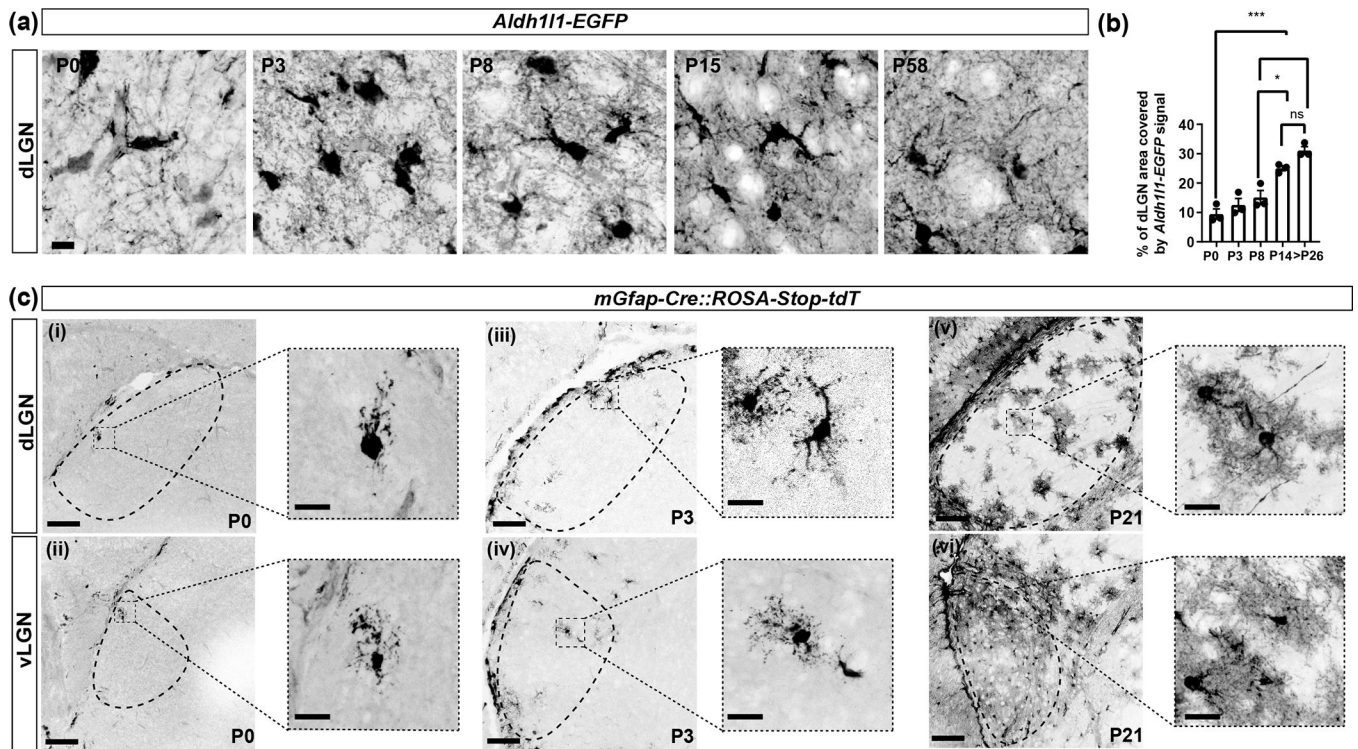 (a)
Aldh1l1-EGFP
dLGN
P0
P3
P8
P15
P58
(b)
***
*
ns
% of dLGN area covered
by Aldh1l1-EGFP signal
40
30
20
10
0
P0 P3 P8 P14 >P26
(c)
mGfap-Cre::ROSA-Stop-tdT
dLGN
(i)
P0
(iii)
P3
(v)
P21
vLGN
(ii)
P0
(iv)
P3
(vi)
P21